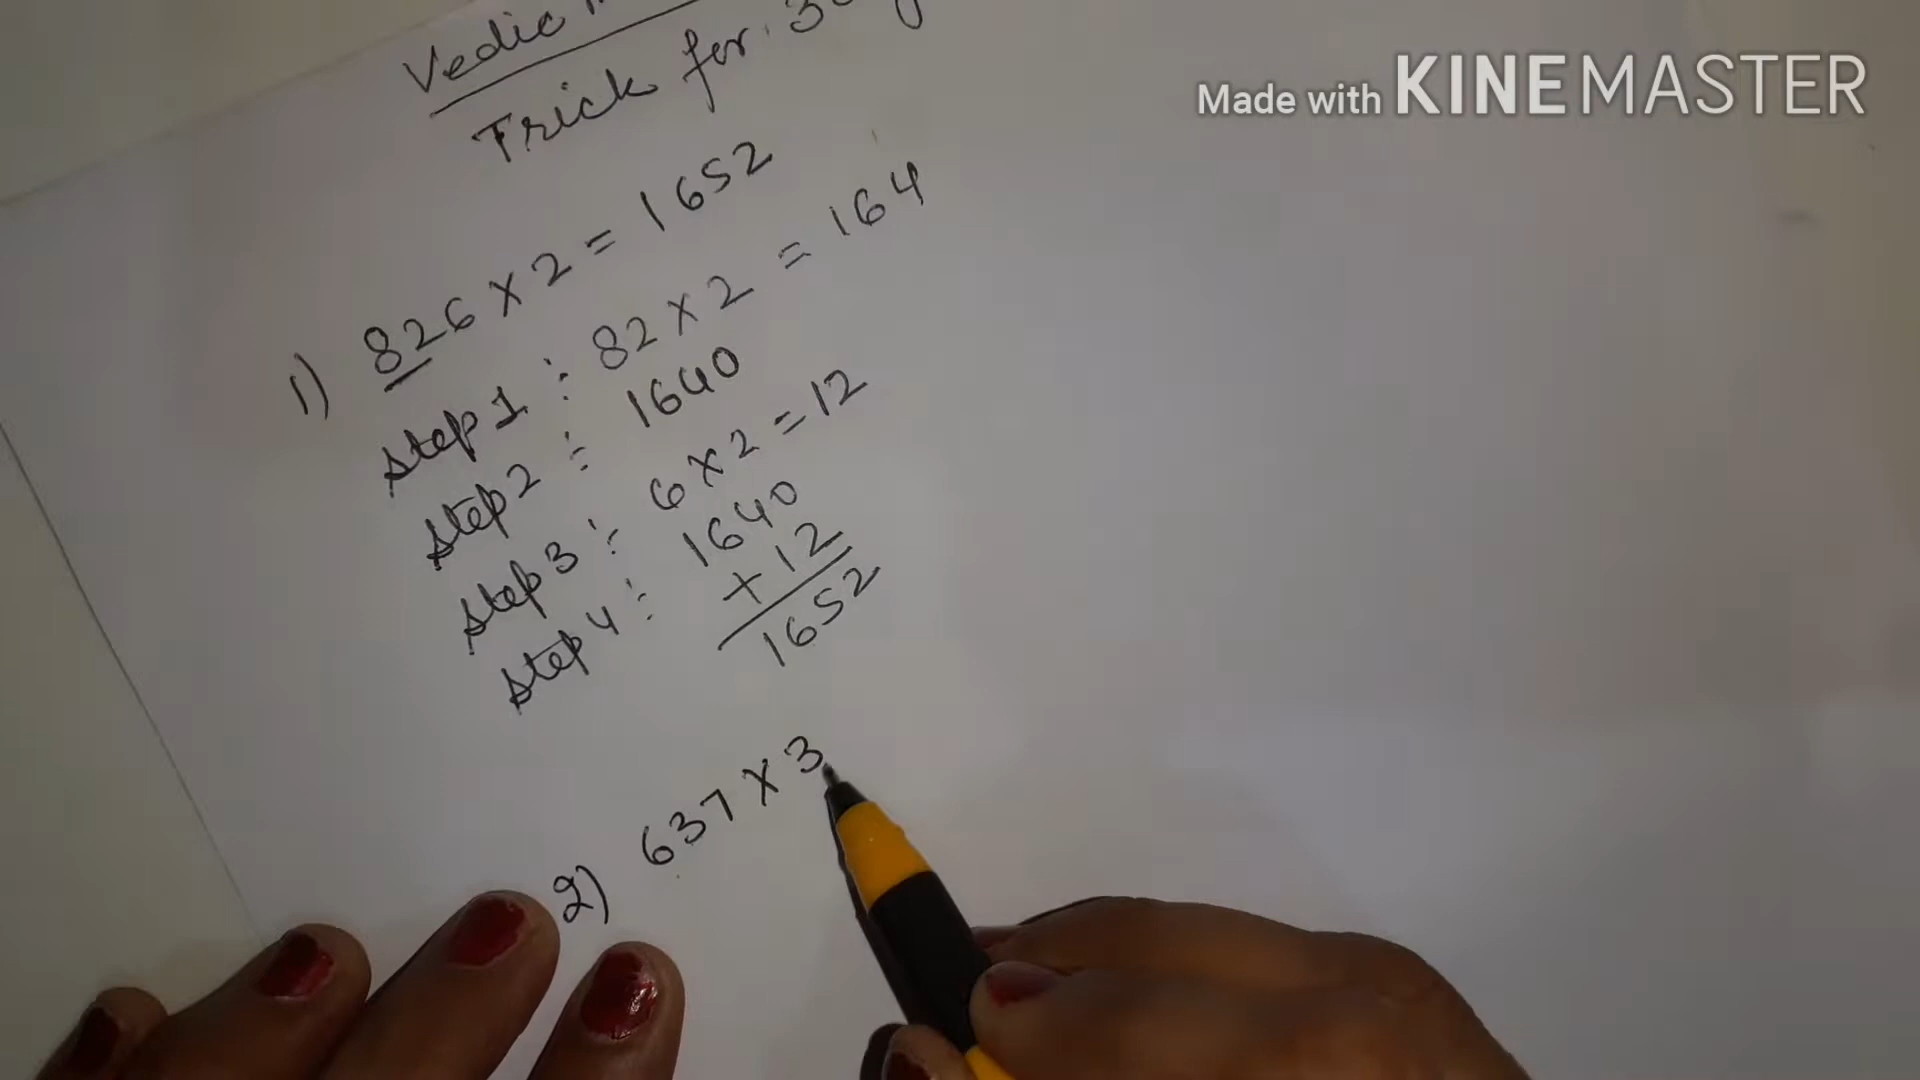 Vedic
Trick for 3
Made with KINEMASTER
1) 826 X 2 = 1652
Step 1 : 82 X 2 = 164
Step 2 : 1640
Step 3 : 6 X 2 = 12
Step 4 : 1640
+ 12
1652
2) 637 X 3